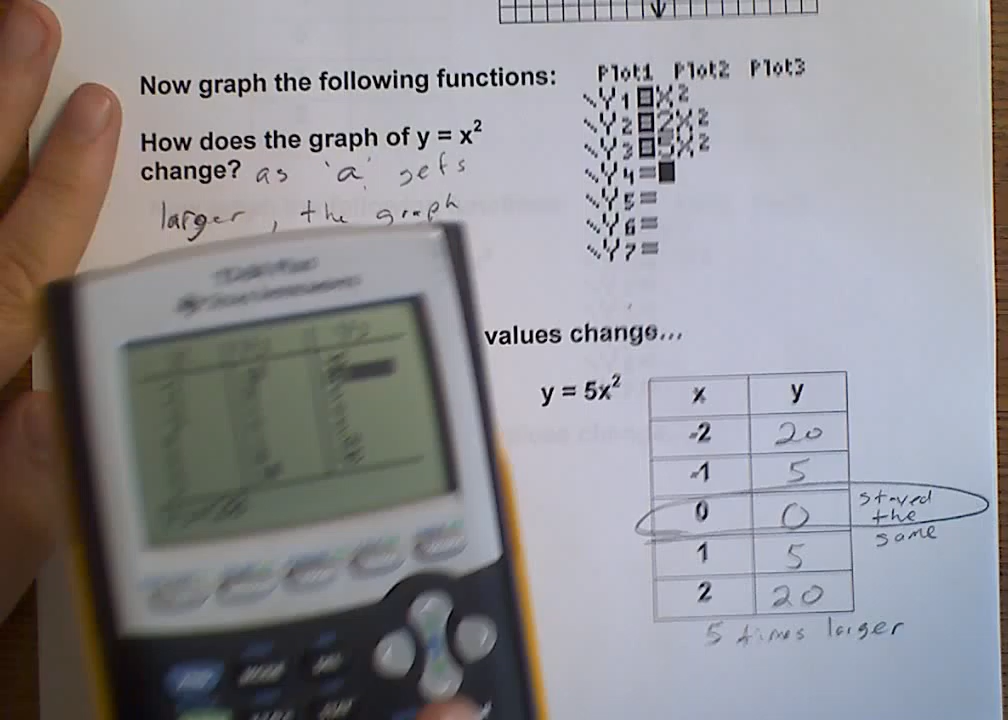 Now graph the following functions:
Plot1 Plot2 Plot3
\Y1=X²
\Y2=2X²
\Y3=5X²
\Y4=
\Y5=
\Y6=
\Y7=
How does the graph of y = x²
change? as 'a' gets
larger, the graph
values change...
y = 5x²
x y
-2 20
-1 5
0 0
stayed
the
same
1 5
2 20
5 times larger